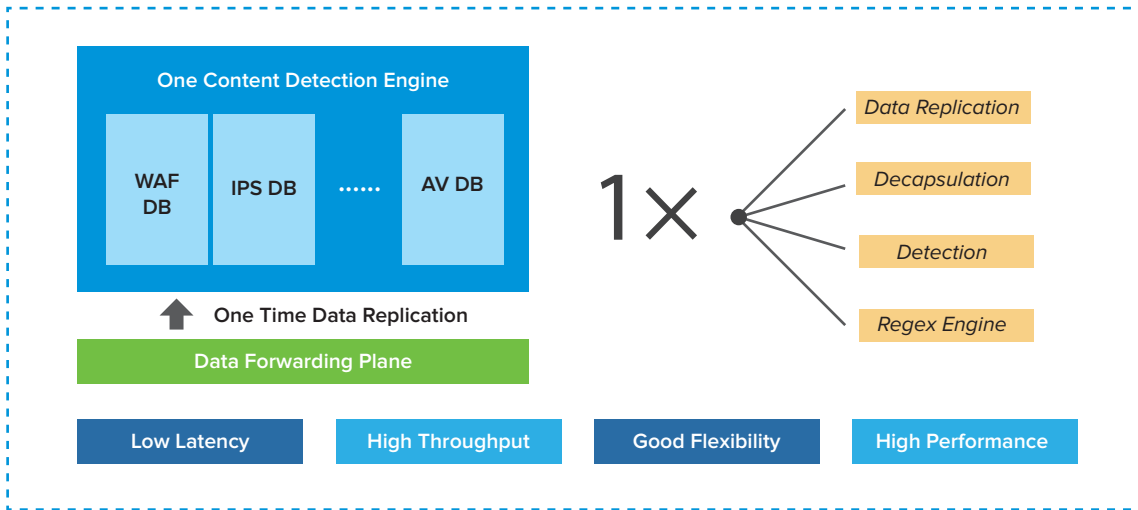 One Content Detection Engine
WAF
DB
IPS DB
......
AV DB
One Time Data Replication
Data Forwarding Plane
1×
Data Replication
Decapsulation
Detection
Regex Engine
Low Latency
High Throughput
Good Flexibility
High Performance